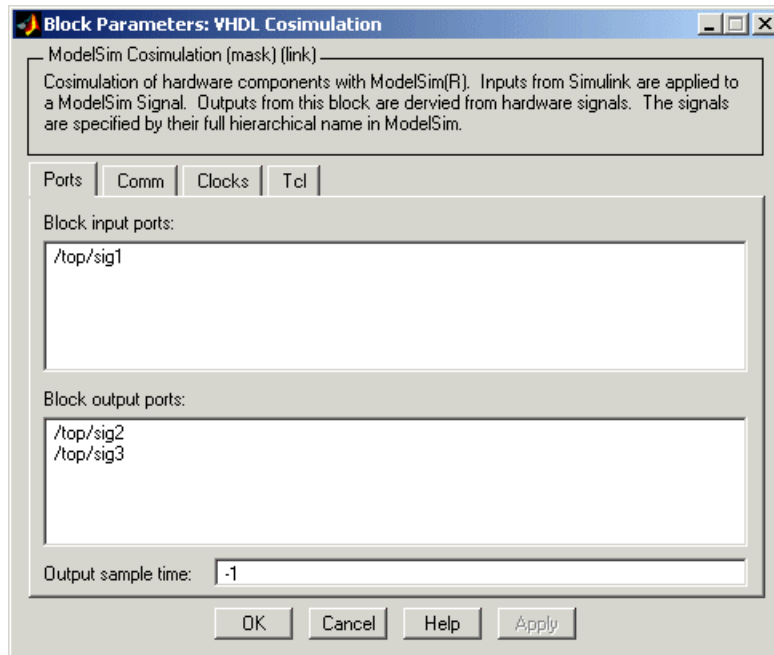 Block Parameters: VHDL Cosimulation
ModelSim Cosimulation (mask) (link)
Cosimulation of hardware components with ModelSim(R). Inputs from Simulink are applied to
a ModelSim Signal. Outputs from this block are dervied from hardware signals. The signals
are specified by their full hierarchical name in ModelSim.
Ports Comm Clocks Tcl
Block input ports:
/top/sig1
Block output ports:
/top/sig2
/top/sig3
Output sample time: -1
OK Cancel Help Apply